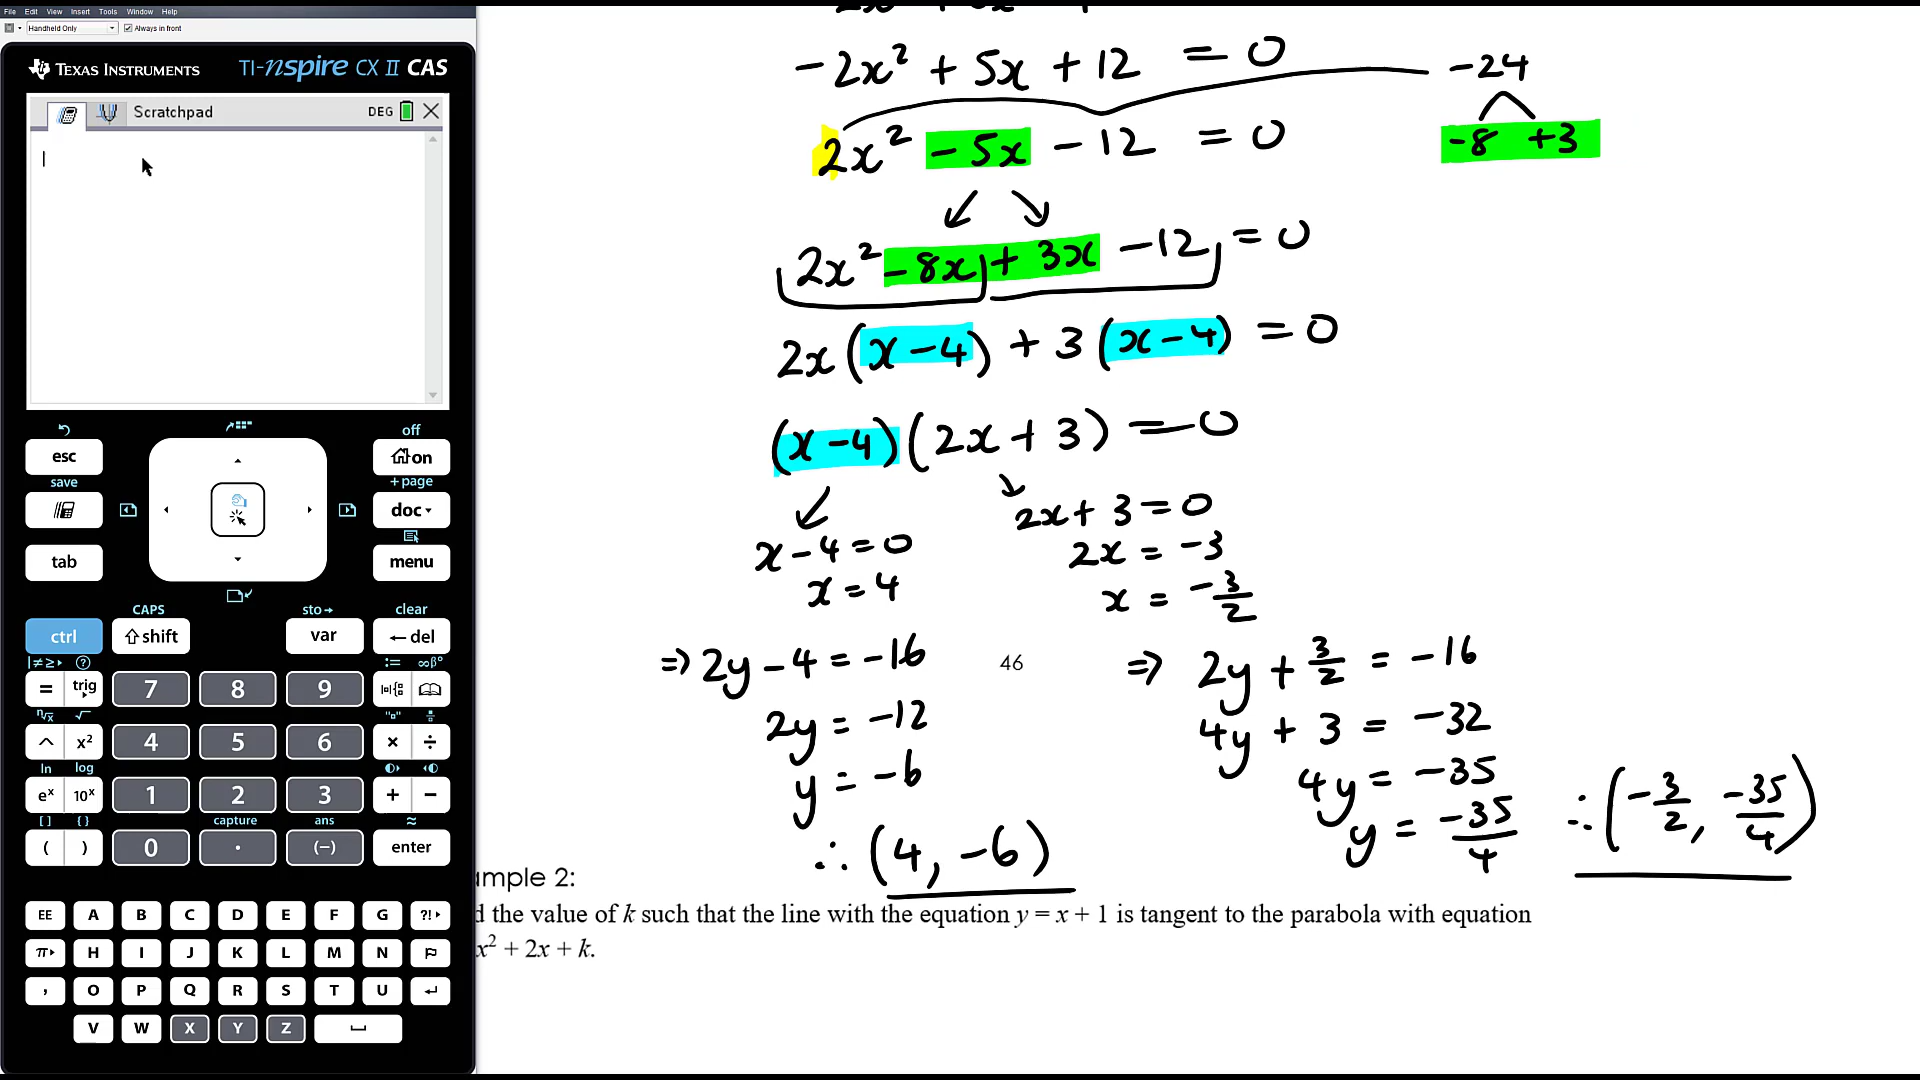 File Edit View Insert Tools Window Help
Handheld Only Always in front
TEXAS INSTRUMENTS TI-nspire CX II CAS
Scratchpad DEG
esc
save
tab
off
on
+ page
doc
menu
CAPS sto→ clear
ctrl shift var ← del
= trig 7 8 9
^ x² 4 5 6 × ÷
ln log
eˣ 10ˣ 1 2 3 + −
[ ] { } capture ans ≈
( ) 0 . (−) enter
EE A B C D E F G ?!
π H I J K L M N
, O P Q R S T U
V W X Y Z
-2x² + 5x + 12 = 0
-24
2x² - 5x - 12 = 0
-8 +3
2x² - 8x + 3x - 12 = 0
2x(x-4) + 3(x-4) = 0
(x-4)(2x+3) = 0
x-4=0
x=4
2x+3=0
2x = -3
x = -3/2
⇒ 2y-4=-16
2y = -12
y = -6
∴ (4, -6)
46
⇒ 2y + 3/2 = -16
4y + 3 = -32
4y = -35
y = -35/4
∴ (-3/2, -35/4)
ample 2:
d the value of k such that the line with the equation y = x + 1 is tangent to the parabola with equation
x² + 2x + k.